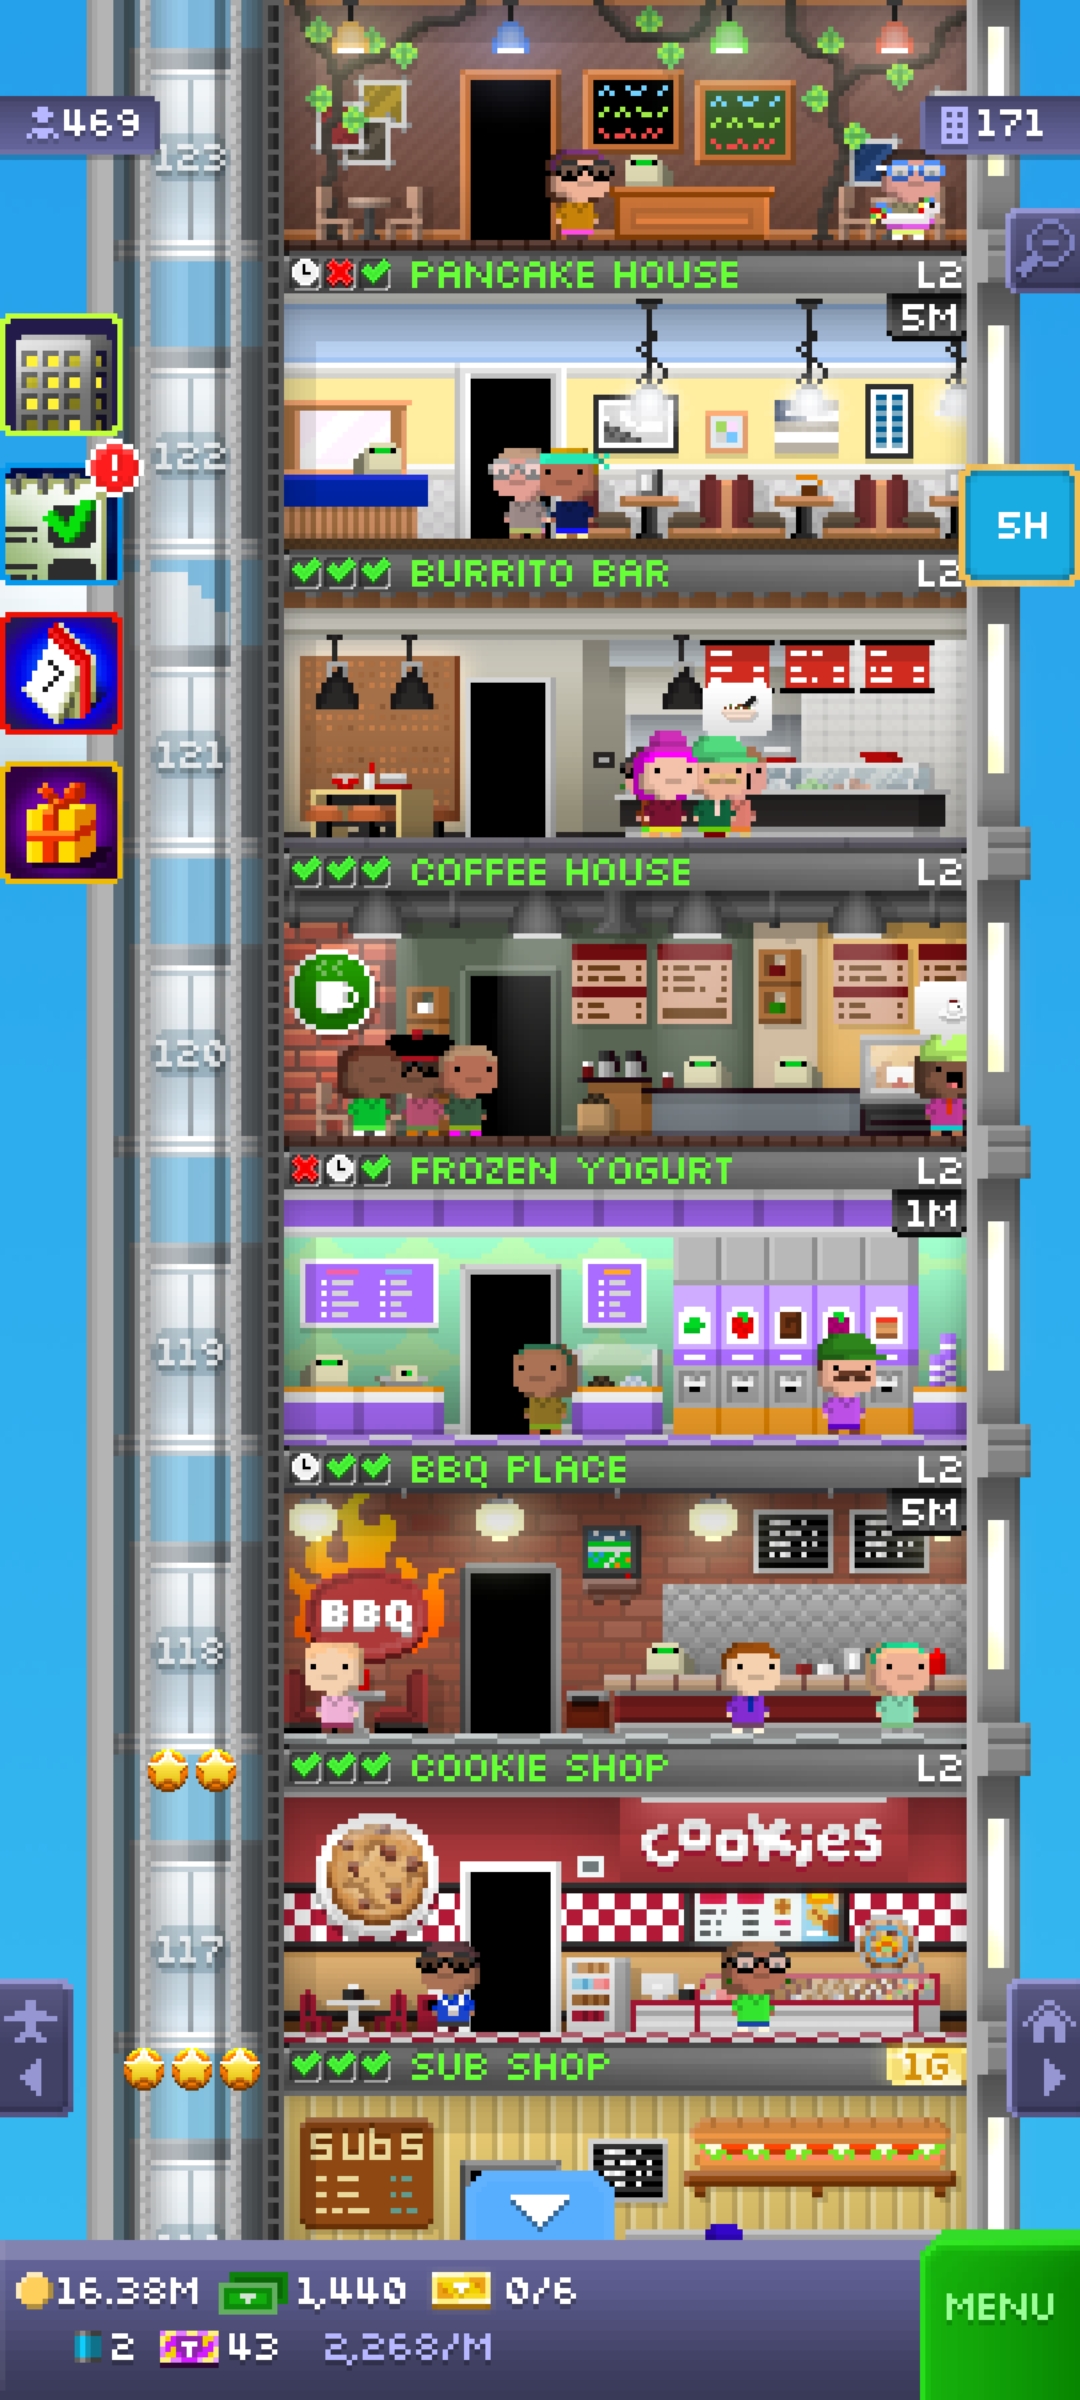 469
171
123
PANCAKE HOUSE L2
5M
122
5H
BURRITO BAR L2
121
COFFEE HOUSE L2
120
FROZEN YOGURT L2
1M
119
BBQ PLACE L2
5M
BBQ
118
COOKIE SHOP L2
COOKIES
117
SUB SHOP 1G
SUBS
16.38M 1,440 0/6
2 T 43 2,268/M
MENU